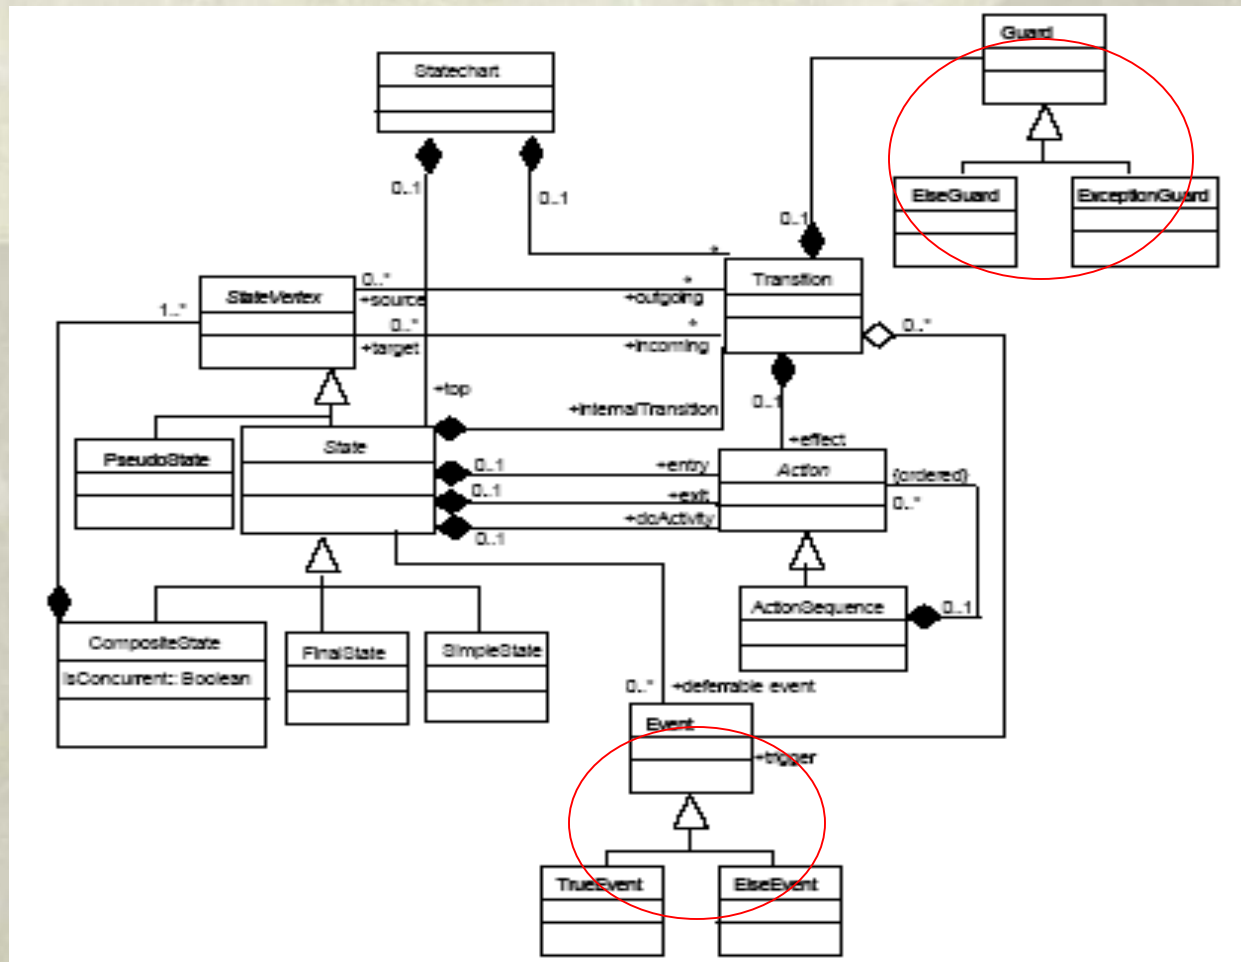 Guard
Statechart
0..1
0..1
ElseGuard
ExceptionGuard
0..1
*
Transition
StateVertex
0..*
+source
*
+outgoing
1..*
0..*
+target
*
+incoming
0..*
+top
+internalTransition
0..1
+effect
PseudoState
State
0..1
+entry
Action
{ordered}
0..1
+exit
0..*
+doActivity
0..1
ActionSequence
0..1
CompositeState
FinalState
SimpleState
isConcurrent: Boolean
0..*
+deferrable event
Event
+trigger
TrueEvent
ElseEvent